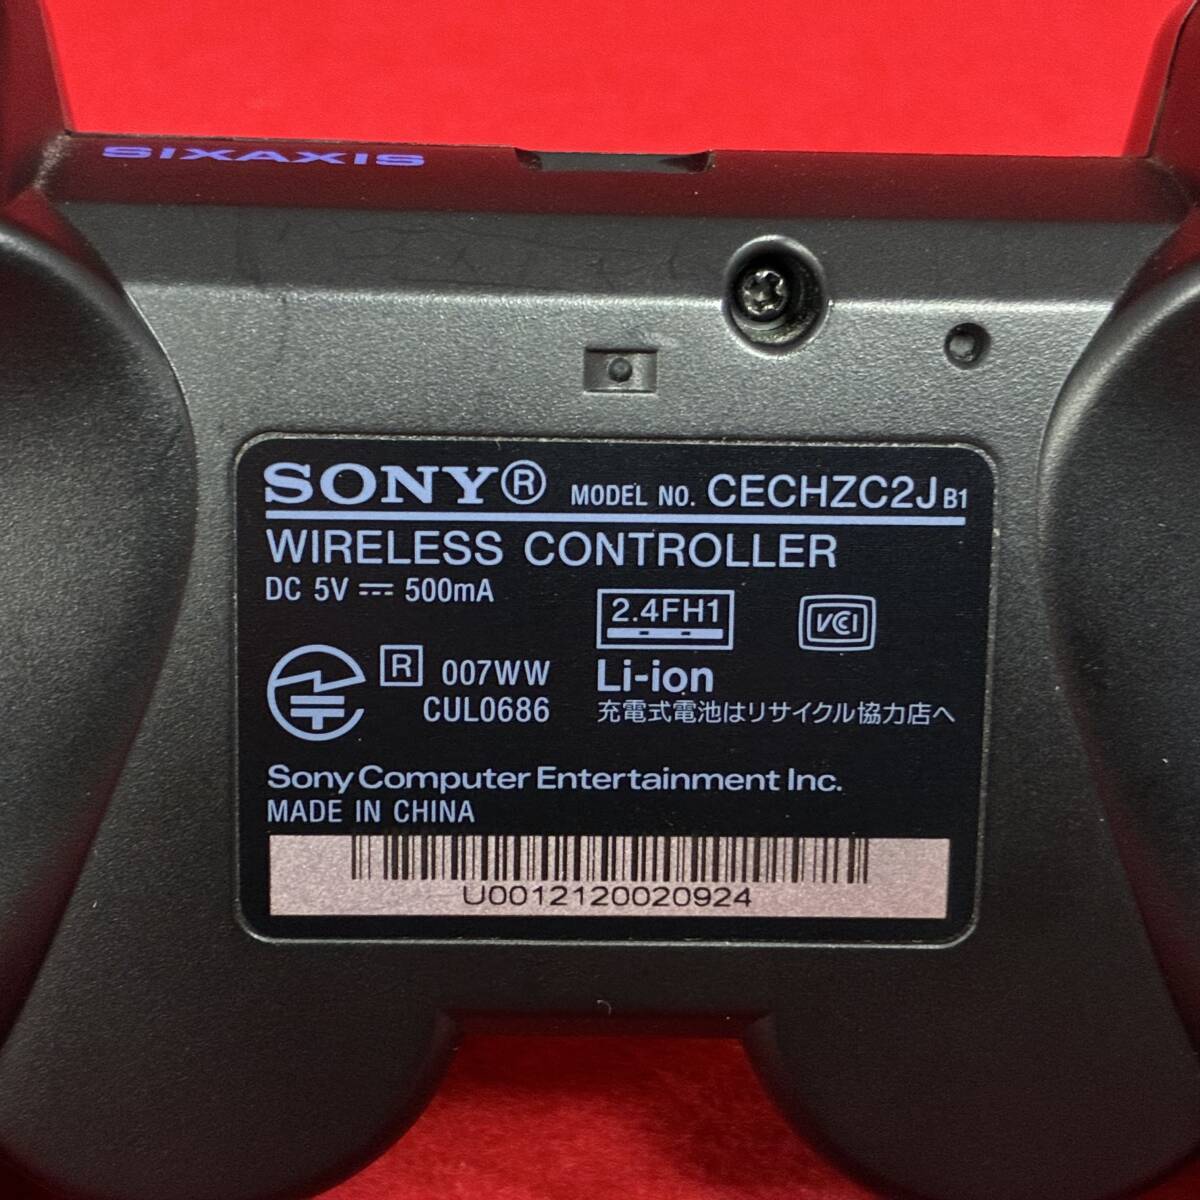 SIXAXIS
SONY® MODEL NO. CECHZC2J B1
WIRELESS CONTROLLER
DC 5V ⎓ 500mA
2.4FH1
VCCI
R 007WW
CUL0686
Li-ion
充電式電池はリサイクル協力店へ
Sony Computer Entertainment Inc.
MADE IN CHINA
U0012120020924